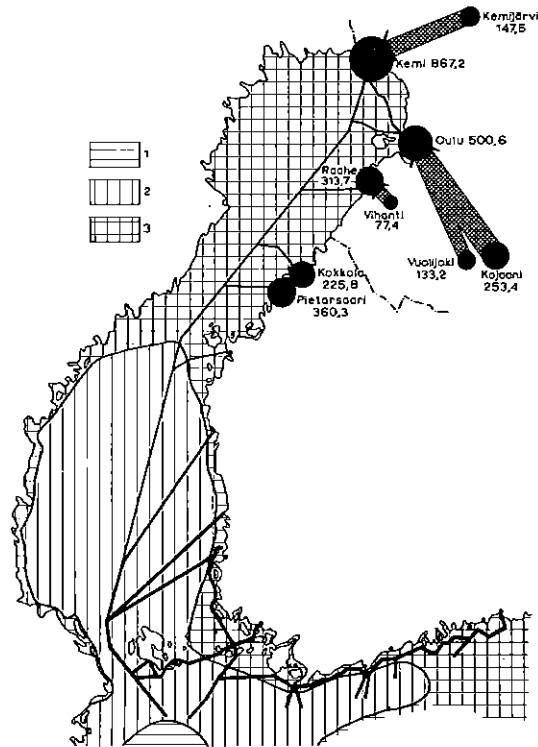 Kemijärvi
147,5
Kemi 867,2
1
2
3
Oulu 500,6
Raahe
313,7
Vihanti
77,4
Vuolijoki
133,2
Kajaani
253,4
Kokkola
225,8
Pietarsaari
360,3